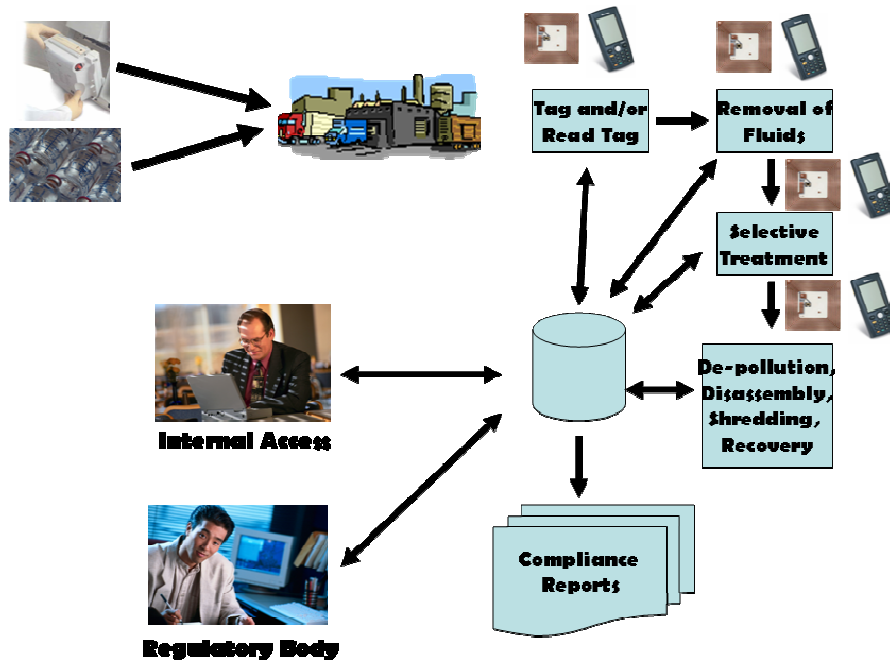 Tag and/or
Read Tag
Removal of
Fluids
Selective
Treatment
De-pollution,
Disassembly,
Shredding,
Recovery
Internal Access
Compliance
Reports
Regulatory Body